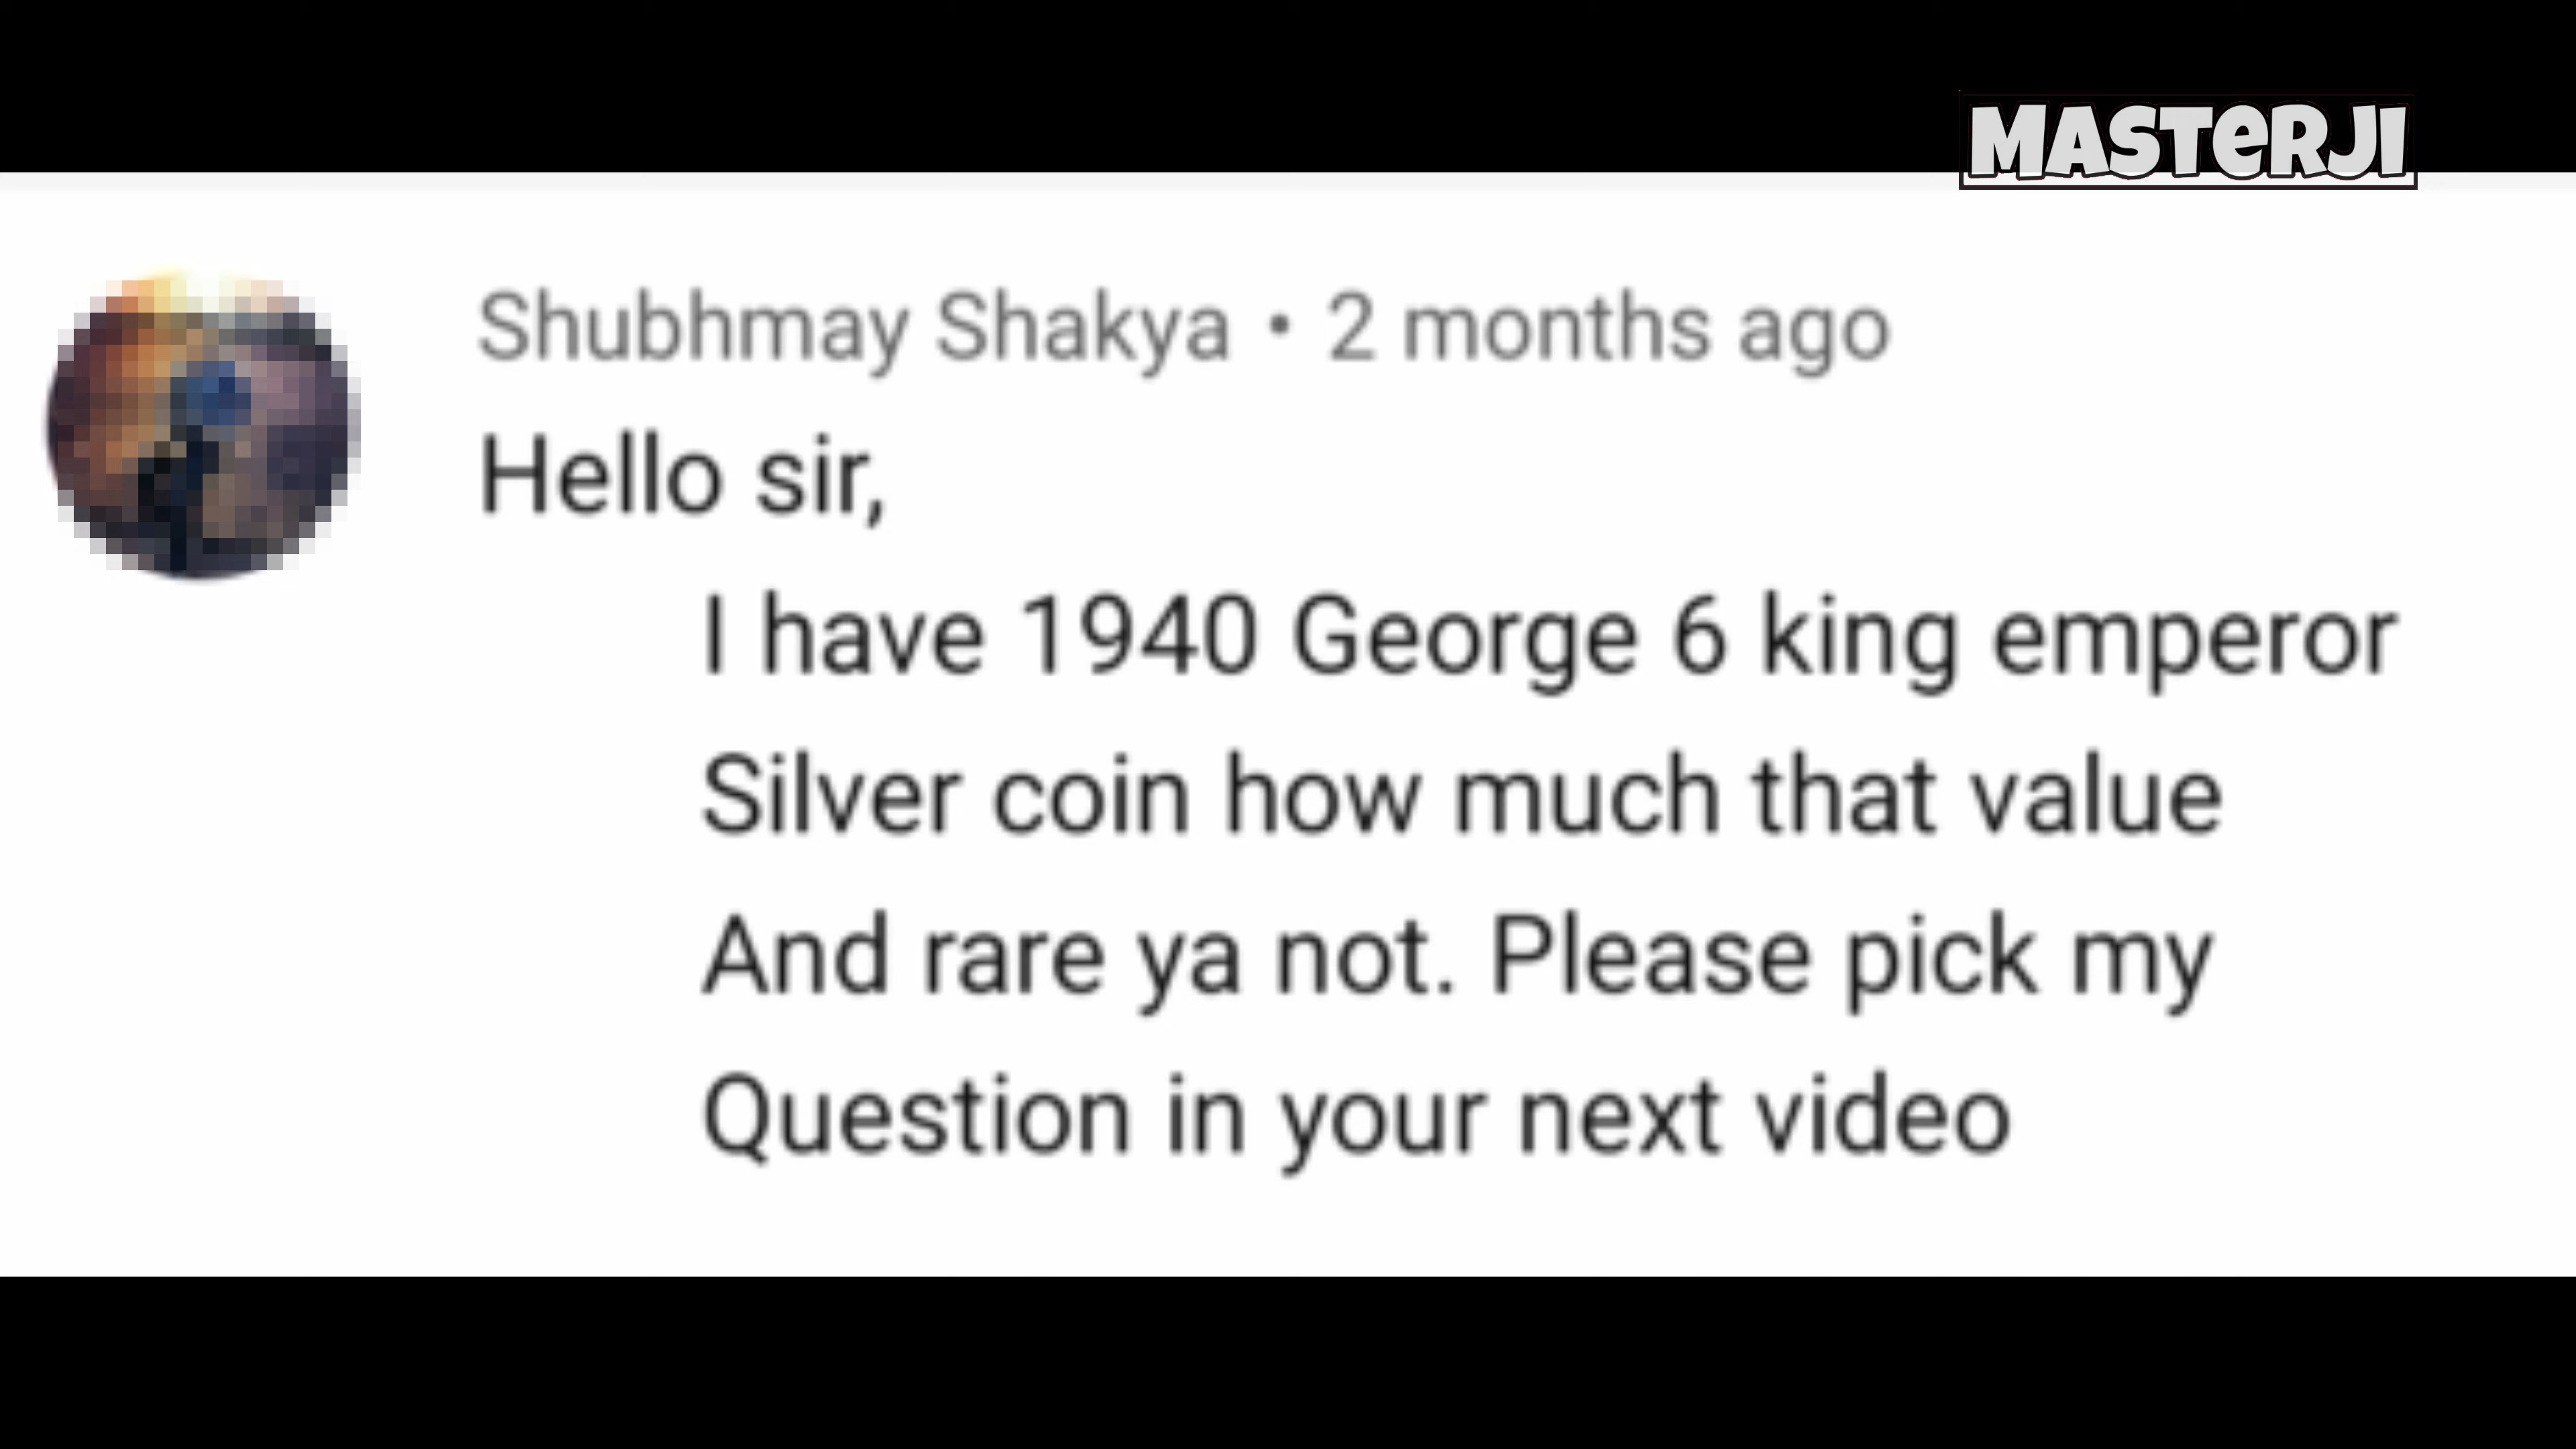 MASTERJI
Shubhmay Shakya • 2 months ago
Hello sir,
I have 1940 George 6 king emperor
Silver coin how much that value
And rare ya not. Please pick my
Question in your next video